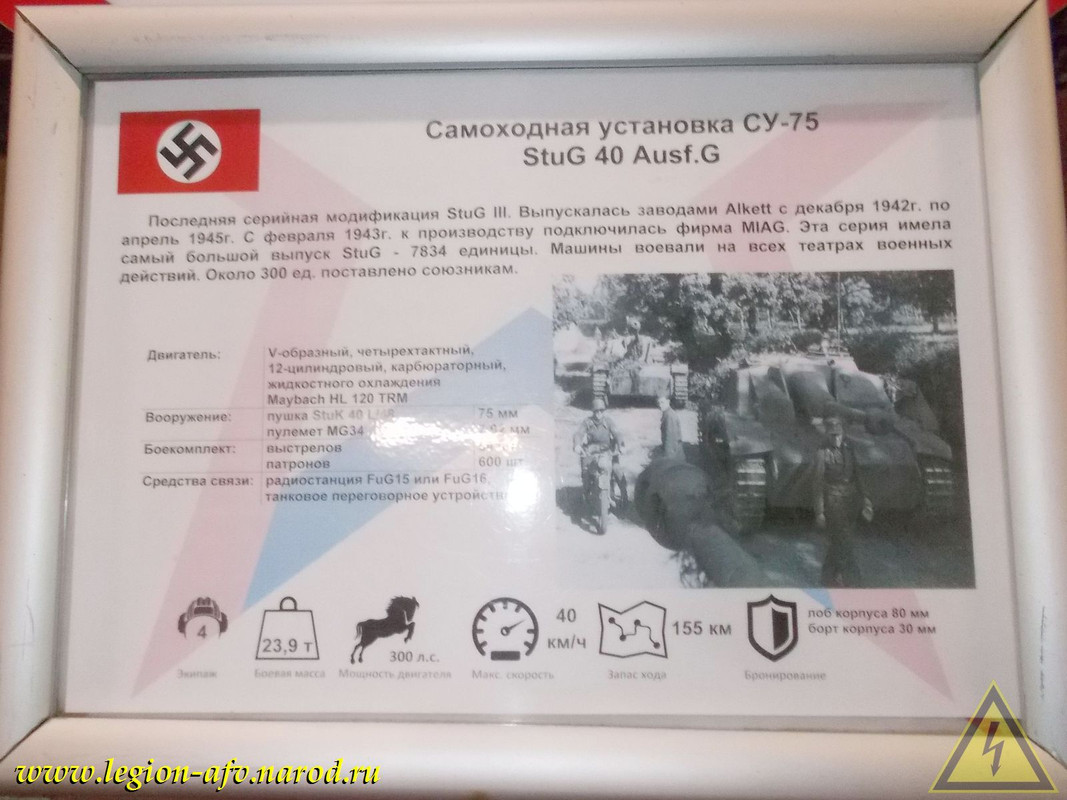 Самоходная установка СУ-75
StuG 40 Ausf.G
Последняя серийная модификация StuG III. Выпускалась заводами Alkett с декабря 1942г. по
апрель 1945г. С февраля 1943г. к производству подключилась фирма MIAG. Эта серия имела
самый большой выпуск StuG - 7834 единицы. Машины воевали на всех театрах военных
действий. Около 300 ед. поставлено союзникам.
Двигатель: V-образный, четырехтактный,
12-цилиндровый, карбюраторный,
жидкостного охлаждения
Maybach HL 120 TRM
Вооружение: пушка StuK 40 75 мм
пулемет MG34 мм
Боекомплект: выстрелов
патронов 600 шт
Средства связи: радиостанция FuG15 или FuG16,
танковое переговорное устройство
4
23,9 т
300 л.с.
40
км/ч
155 км
лоб корпуса 80 мм
борт корпуса 30 мм
Экипаж Боевая масса Мощность двигателя Макс. скорость Запас хода Бронирование
www.legion-afv.narod.ru